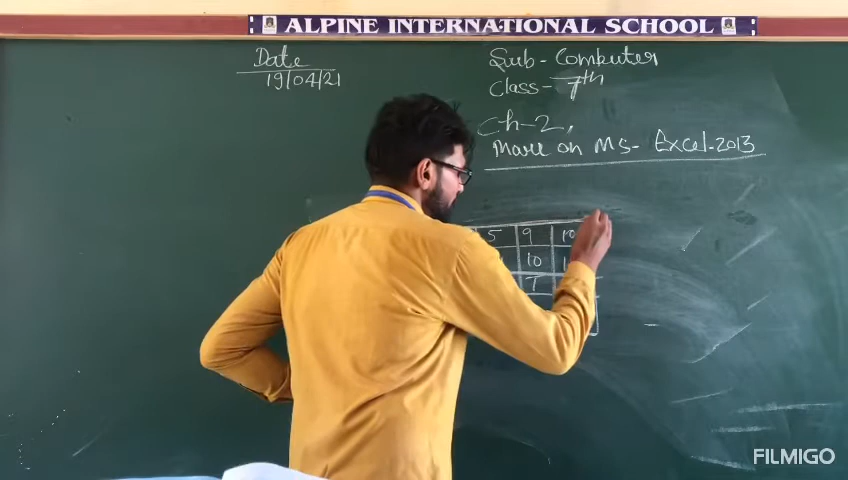 ALPINE INTERNATIONAL SCHOOL
Date
19/04/21
Sub - Computer
Class - 7th
Ch-2,
More on MS- Excel-2013
5 9 10
10
7
FILMIGO